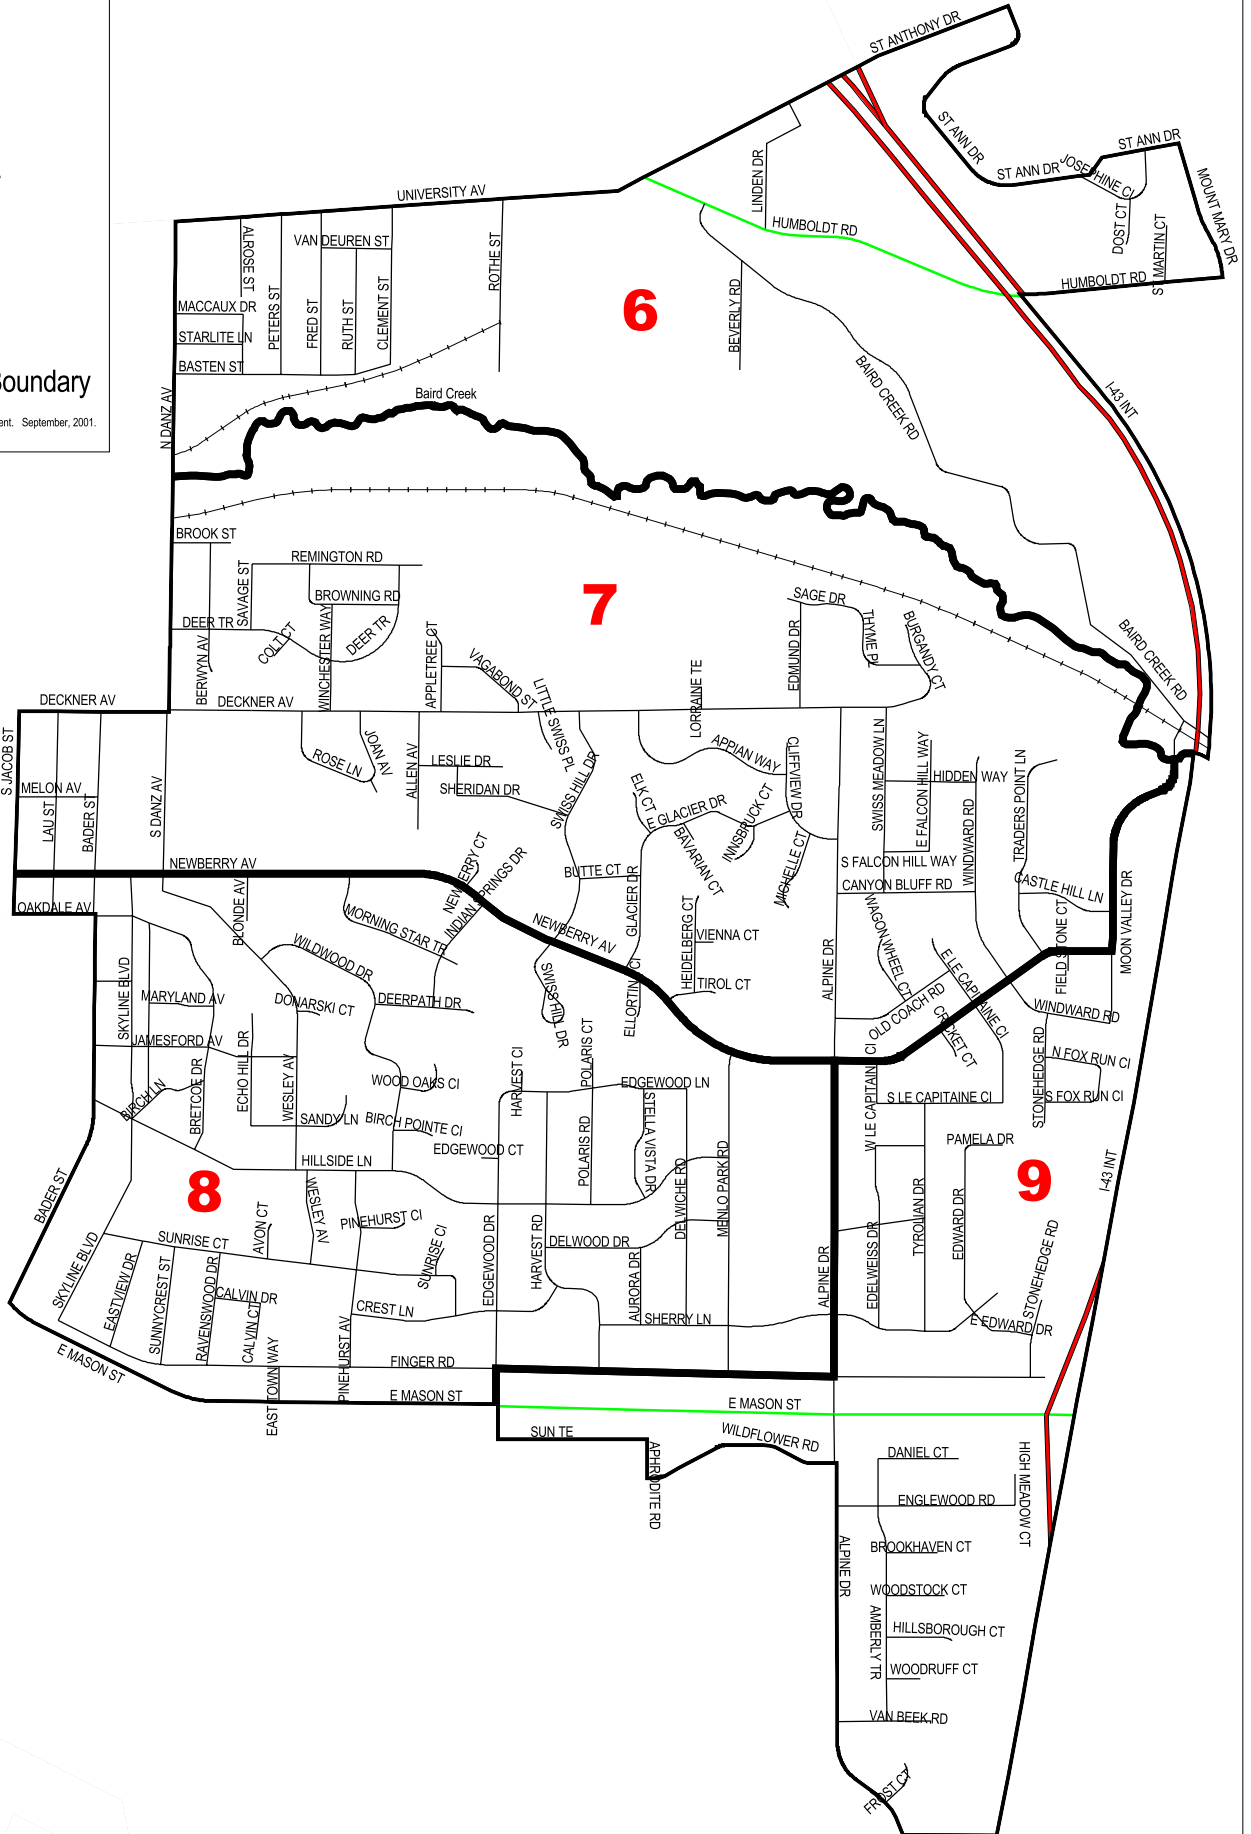 ST ANTHONY DR
ST ANN DR
ST ANN DR
ST ANN DR
JOSEPHINE CI
MOUNT MARY DR
DOST CT
ST MARTIN CT
HUMBOLDT RD
LINDEN DR
HUMBOLDT RD
UNIVERSITY AV
ALROSE ST
VAN DEUREN ST
ROTHE ST
MACCAUX DR
PETERS ST
FRED ST
RUTH ST
CLEMENT ST
STARLITE LN
BASTEN ST
6
BEVERLY RD
BAIRD CREEK RD
I-43 INT
oundary
ent. September, 2001.
N DANZ AV
Baird Creek
BROOK ST
REMINGTON RD
SAVAGE ST
BROWNING RD
DEER TR
COLT CT
WINCHESTER WAY
DEER TR
BERWYN AV
7
SAGE DR
THYME PL
BURGANDY CT
EDMUND DR
BAIRD CREEK RD
APPLETREE CT
VAGABOND ST
LORRAINE TE
DECKNER AV
DECKNER AV
S JACOB ST
LITTLE SWISS PL
ROSE LN
JOAN AV
ALLEN AV
LESLIE DR
SHERIDAN DR
SWISS HILL DR
APPIAN WAY
CLIFFVIEW DR
SWISS MEADOW LN
E FALCON HILL WAY
HIDDEN WAY
WINDWARD RD
TRADERS POINT LN
MELON AV
LAU ST
BADER ST
S DANZ AV
ELK CT
E GLACIER DR
BAVARIAN CT
INNSBRUCK CT
MICHELLE CT
S FALCON HILL WAY
CANYON BLUFF RD
CASTLE HILL LN
NEWBERRY AV
NEWBERRY CT
INDIAN SPRINGS DR
BUTTE CT
GLACIER DR
HEIDELBERG CT
VIENNA CT
TIROL CT
OAKDALE AV
BLONDE AV
MORNING STAR TR
NEWBERRY AV
ELLORTIN CI
ALPINE DR
WAGON WHEEL CT
E LE CAPITAINE CI
FIELD STONE CT
MOON VALLEY DR
SKYLINE BLVD
WILDWOOD DR
SWISS HILL DR
OLD COACH RD
CRICKET CT
WINDWARD RD
MARYLAND AV
DONARSKI CT
DEERPATH DR
JAMESFORD AV
ECHO HILL DR
WESLEY AV
BRETCOE DR
BIRCH LN
WOOD OAKS CI
HARVEST CI
POLARIS CT
EDGEWOOD LN
W LE CAPITAINE CI
STONEHEDGE RD
N FOX RUN CI
S FOX RUN CI
S LE CAPITAINE CI
SANDY LN
BIRCH POINTE CI
EDGEWOOD CT
POLARIS RD
STELLA VISTA DR
DELWICHE RD
MENLO PARK RD
PAMELA DR
HILLSIDE LN
BADER ST
8
WESLEY AV
PINEHURST CI
AVON CT
SUNRISE CT
SUNRISE CI
EDGEWOOD DR
HARVEST RD
DELWOOD DR
AURORA DR
SHERRY LN
ALPINE DR
EDELWEISS DR
TYROLIAN DR
EDWARD DR
9
I-43 INT
STONEHEDGE RD
E EDWARD DR
SKYLINE BLVD
EASTVIEW DR
SUNNYCREST ST
RAVENSWOOD DR
CALVIN DR
CALVIN CT
CREST LN
PINEHURST AV
FINGER RD
E MASON ST
EAST TOWN WAY
E MASON ST
E MASON ST
SUN TE
APHRODITE RD
WILDFLOWER RD
DANIEL CT
HIGH MEADOW CT
ENGLEWOOD RD
ALPINE DR
BROOKHAVEN CT
WOODSTOCK CT
AMBERLY TR
HILLSBOROUGH CT
WOODRUFF CT
VAN BEEK RD
FROST CT